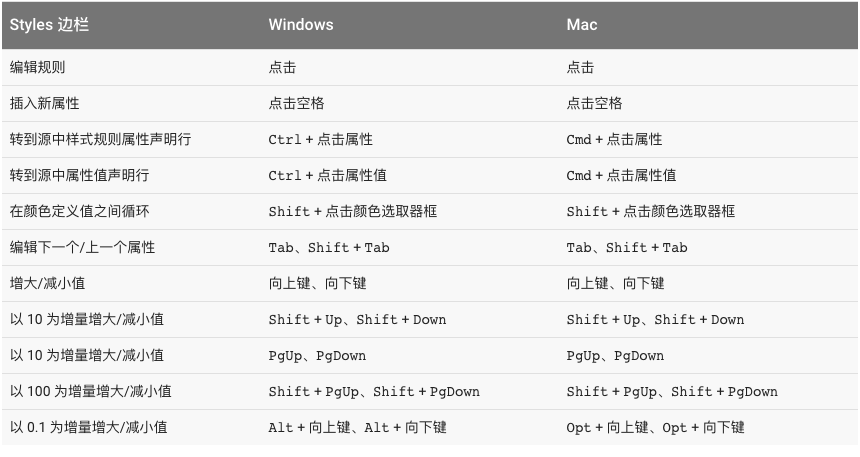 Styles 边栏 Windows Mac
编辑规则 点击 点击
插入新属性 点击空格 点击空格
转到源中样式规则属性声明行 Ctrl + 点击属性 Cmd + 点击属性
转到源中属性值声明行 Ctrl + 点击属性值 Cmd + 点击属性值
在颜色定义值之间循环 Shift + 点击颜色选取器框 Shift + 点击颜色选取器框
编辑下一个/上一个属性 Tab、Shift + Tab Tab、Shift + Tab
增大/减小值 向上键、向下键 向上键、向下键
以 10 为增量增大/减小值 Shift + Up、Shift + Down Shift + Up、Shift + Down
以 10 为增量增大/减小值 PgUp、PgDown PgUp、PgDown
以 100 为增量增大/减小值 Shift + PgUp、Shift + PgDown Shift + PgUp、Shift + PgDown
以 0.1 为增量增大/减小值 Alt + 向上键、Alt + 向下键 Opt + 向上键、Opt + 向下键